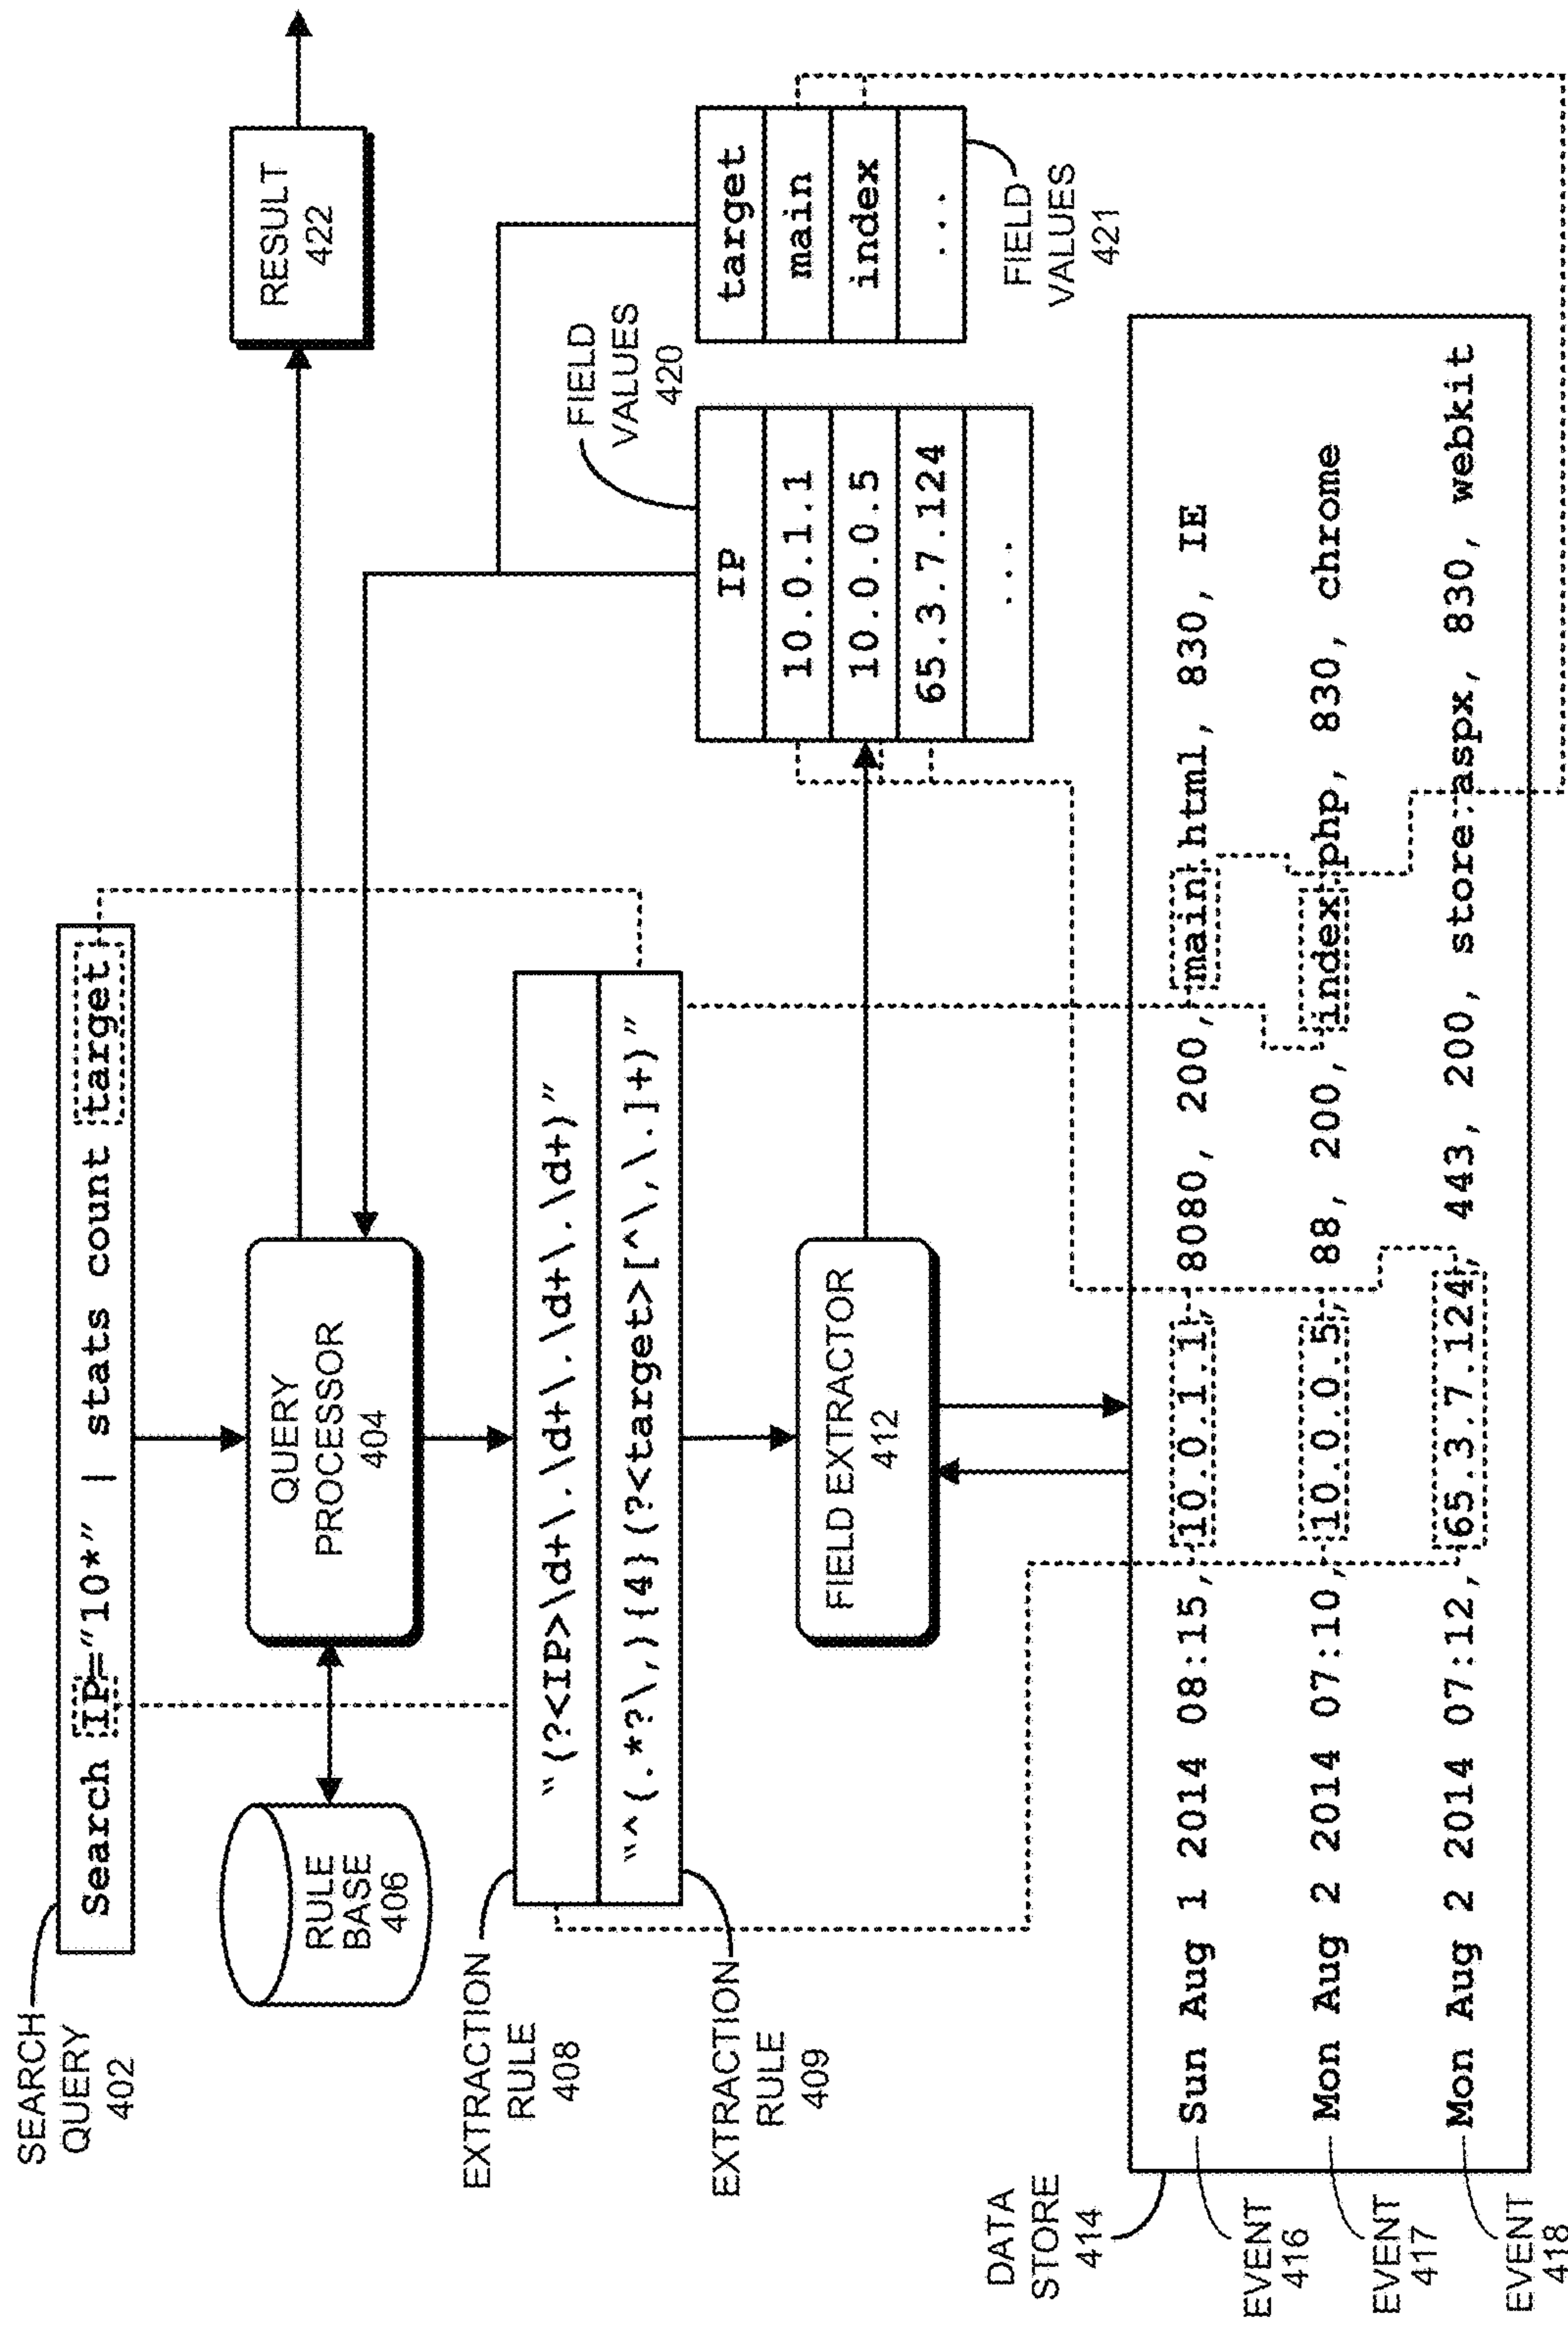 SEARCH
QUERY
402
Search IP="10*" | stats count target
RULE
BASE
406
QUERY
PROCESSOR
404
RESULT
422
EXTRACTION
RULE
408
"(?<IP>\d+\.\d+\.\d+\.\d+)"
"^(.*?\,){4}(?<target>[^\,\.]+)"
EXTRACTION
RULE
409
FIELD EXTRACTOR
412
FIELD
VALUES
420
IP
10.0.1.1
10.0.0.5
65.3.7.124
...
target
main
index
...
FIELD
VALUES
421
DATA
STORE
414
Sun Aug 1 2014 08:15, 10.0.1.1, 8080, 200, main.html, 830, IE
Mon Aug 2 2014 07:10, 10.0.0.5, 88, 200, index.php, 830, chrome
Mon Aug 2 2014 07:12, 65.3.7.124, 443, 200, store.aspx, 830, webkit
EVENT
416
EVENT
417
EVENT
418